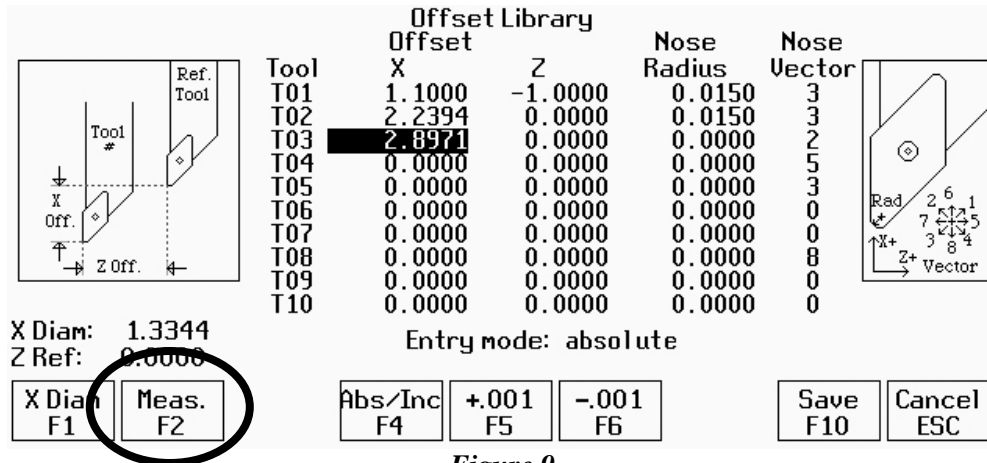 Offset Library
Offset Nose Nose
Tool X Z Radius Vector
T01 1.1000 -1.0000 0.0150 3
T02 2.2394 0.0000 0.0150 3
T03 2.8971 0.0000 0.0000 2
T04 0.0000 0.0000 0.0000 5
T05 0.0000 0.0000 0.0000 3
T06 0.0000 0.0000 0.0000 0
T07 0.0000 0.0000 0.0000 0
T08 0.0000 0.0000 0.0000 8
T09 0.0000 0.0000 0.0000 0
T10 0.0000 0.0000 0.0000 0
Ref.
Tool
Tool
#
X
Off.
Z Off.
Rad
2 6 1
7 5
3 8 4
X+
Z+ Vector
X Diam: 1.3344
Z Ref: 0.0000
Entry mode: absolute
X Diam Meas. Abs/Inc +.001 -.001 Save Cancel
F1 F2 F4 F5 F6 F10 ESC
Figure 9